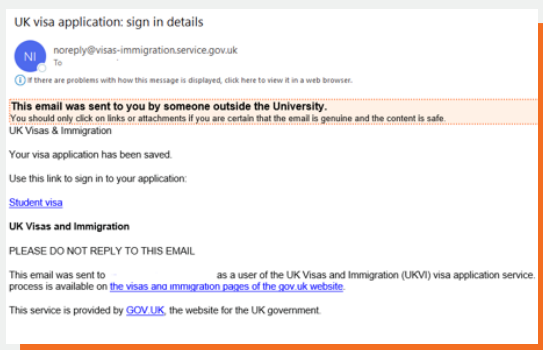 UK visa application: sign in details
NI
noreply@visas-immigration.service.gov.uk
To
If there are problems with how this message is displayed, click here to view it in a web browser.
This email was sent to you by someone outside the University.
You should only click on links or attachments if you are certain that the email is genuine and the content is safe.
UK Visas & Immigration
Your visa application has been saved.
Use this link to sign in to your application:
Student visa
UK Visas and Immigration
PLEASE DO NOT REPLY TO THIS EMAIL
This email was sent to as a user of the UK Visas and Immigration (UKVI) visa application service.
process is available on the visas and immigration pages of the gov.uk website.
This service is provided by GOV.UK, the website for the UK government.